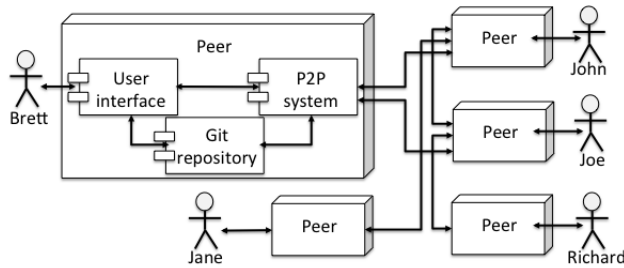 Peer
User
interface
P2P
system
Git
repository
Brett
Peer
John
Peer
Joe
Peer
Jane
Peer
Richard